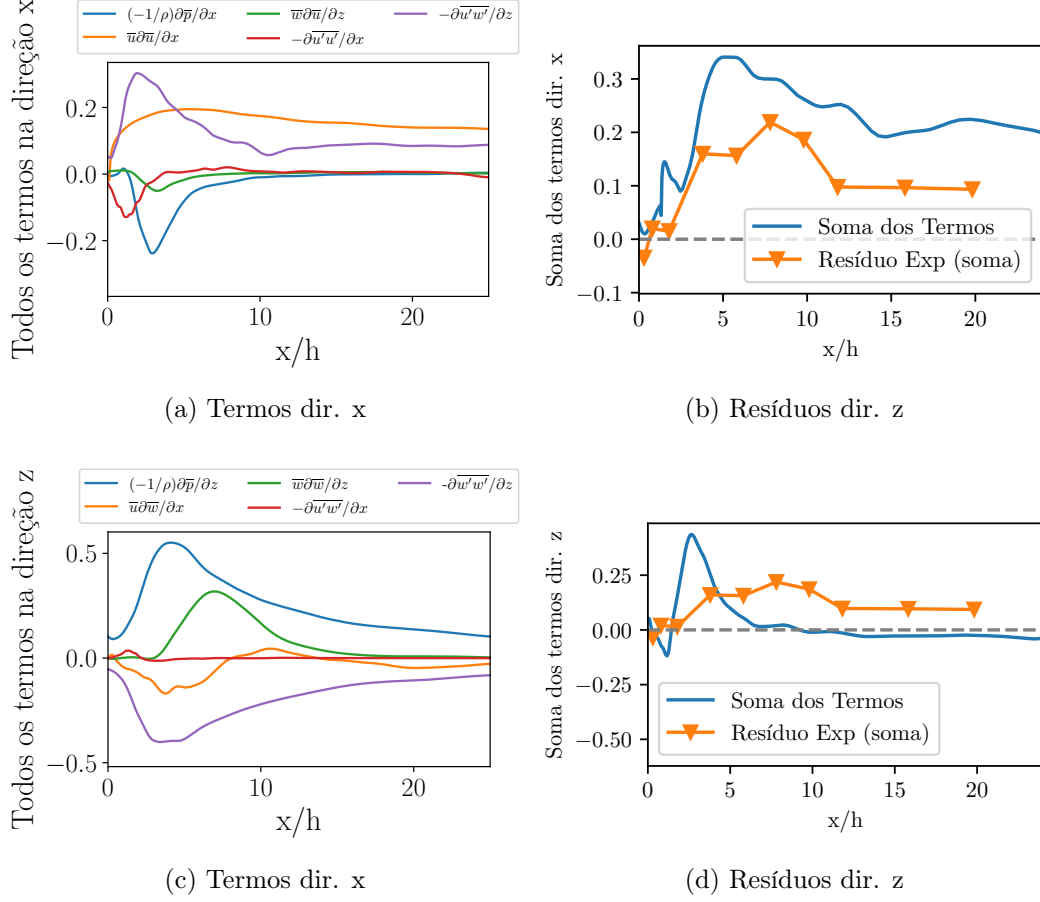 (−1/ρ)∂p̅/∂x
w̅∂u̅/∂z
-∂u'w'/∂z
u̅∂u̅/∂x
−∂u'u'/∂x
Todos os termos na direção x
0.2
0.0
−0.2
0
10
20
x/h
(a) Termos dir. x
Soma dos termos dir. x
0.3
0.2
0.1
0.0
−0.1
Soma dos Termos
Resíduo Exp (soma)
0
5
10
15
20
x/h
(b) Resíduos dir. z
(−1/ρ)∂p̅/∂z
w̅∂w̅/∂z
-∂w'w'/∂z
u̅∂w̅/∂x
−∂u'w'/∂x
Todos os termos na direção z
0.5
0.0
−0.5
0
10
20
x/h
(c) Termos dir. x
Soma dos termos dir. z
0.25
0.00
−0.25
−0.50
Soma dos Termos
Resíduo Exp (soma)
0
5
10
15
20
x/h
(d) Resíduos dir. z